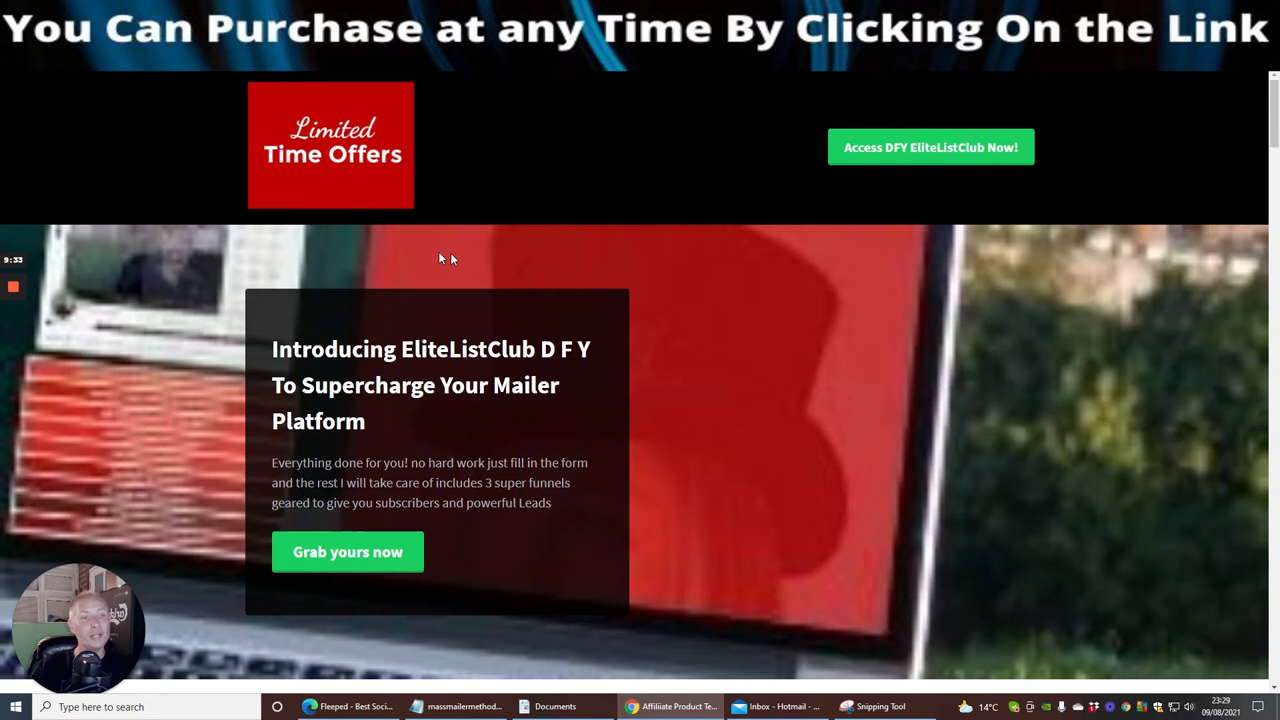 You Can Purchase at any Time By Clicking On the Link
Limited
Time Offers
Access DFY EliteListClub Now!
9:33
Introducing EliteListClub D F Y
To Supercharge Your Mailer
Platform
Everything done for you! no hard work just fill in the form
and the rest I will take care of includes 3 super funnels
geared to give you subscribers and powerful Leads
Grab yours now
Type here to search
Fleeped - Best Soci...
massmailermethod...
Documents
Affiliate Product Te...
Inbox - Hotmail - ...
Snipping Tool
14°C
23:29
09/08/2021